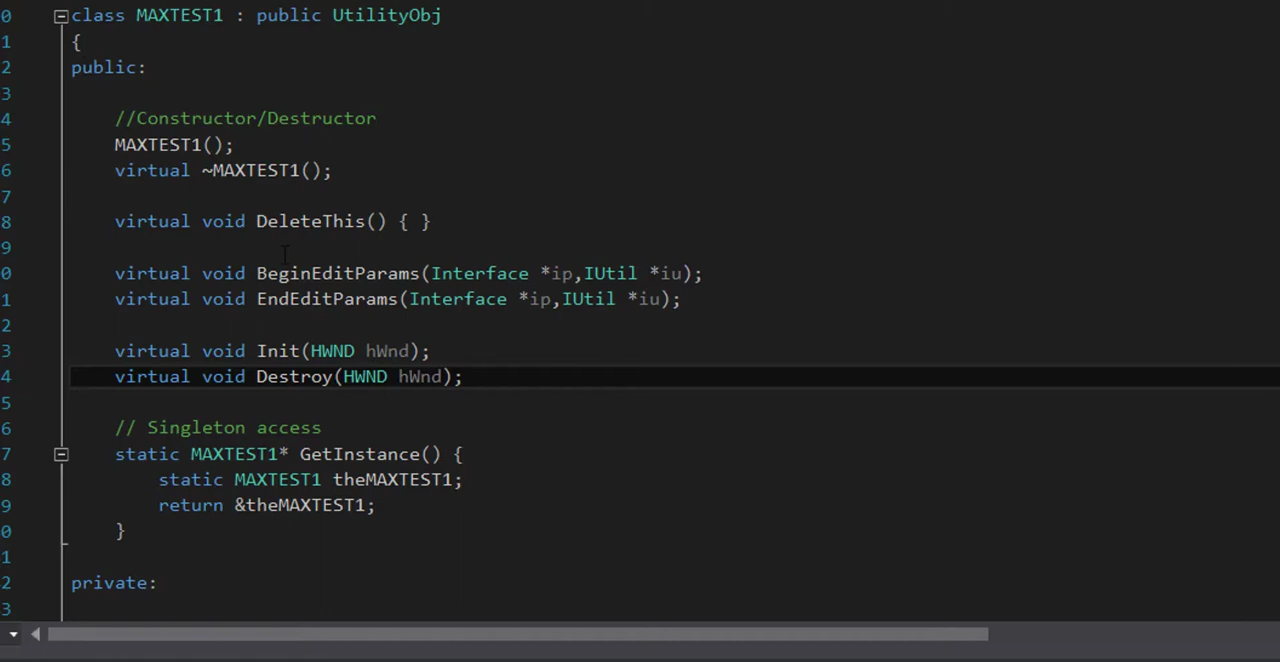 0 class MAXTEST1 : public UtilityObj
1 {
2 public:
3
4 //Constructor/Destructor
5 MAXTEST1();
6 virtual ~MAXTEST1();
7
8 virtual void DeleteThis() { }
9
0 virtual void BeginEditParams(Interface *ip,IUtil *iu);
1 virtual void EndEditParams(Interface *ip,IUtil *iu);
2
3 virtual void Init(HWND hWnd);
4 virtual void Destroy(HWND hWnd);
5
6 // Singleton access
7 static MAXTEST1* GetInstance() {
8 static MAXTEST1 theMAXTEST1;
9 return &theMAXTEST1;
0 }
1
2 private:
3